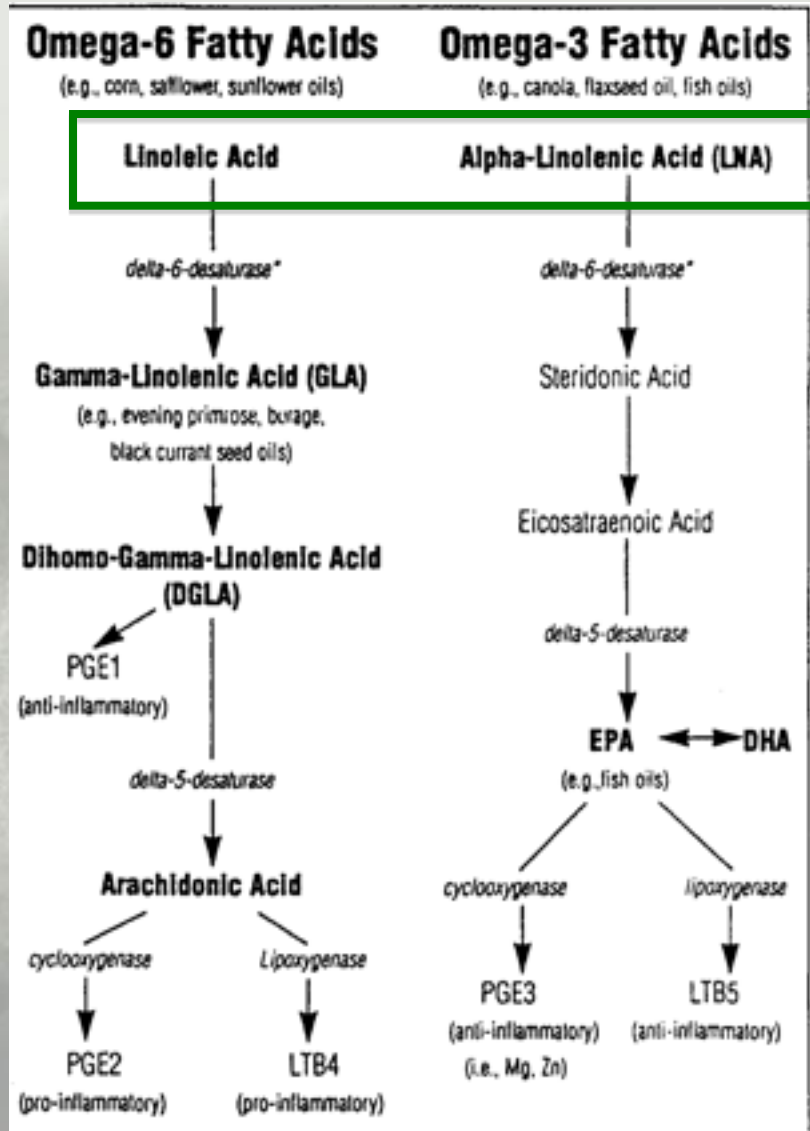 Omega-6 Fatty Acids
(e.g., corn, safflower, sunflower oils)
Linoleic Acid
delta-6-desaturase*
Gamma-Linolenic Acid (GLA)
(e.g., evening primrose, borage,
black currant seed oils)
Dihomo-Gamma-Linolenic Acid
(DGLA)
PGE1
(anti-inflammatory)
delta-5-desaturase
Arachidonic Acid
cyclooxygenase
Lipoxygenase
PGE2
(pro-inflammatory)
LTB4
(pro-inflammatory)
Omega-3 Fatty Acids
(e.g., canola, flaxseed oil, fish oils)
Alpha-Linolenic Acid (LNA)
delta-6-desaturase*
Steridonic Acid
Eicosatraenoic Acid
delta-5-desaturase
EPA
DHA
(e.g.,fish oils)
cyclooxygenase
lipoxygenase
PGE3
(anti-inflammatory)
(i.e., Mg, Zn)
LTB5
(anti-inflammatory)